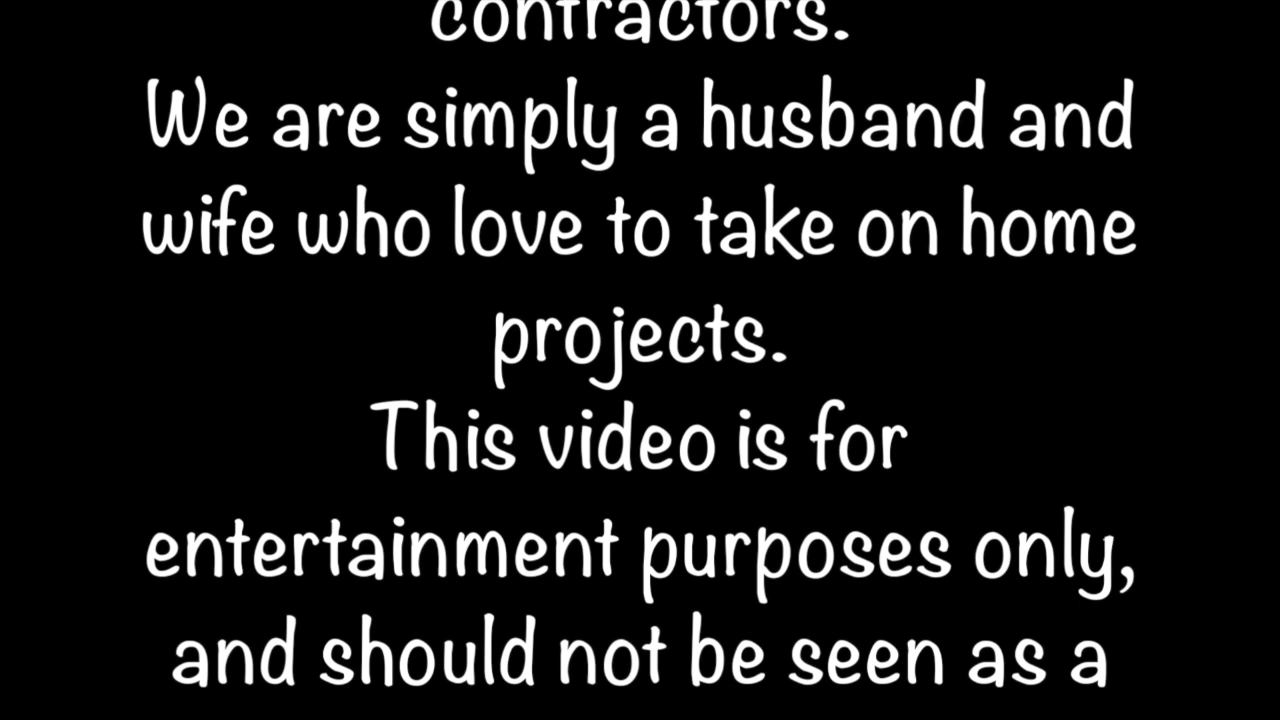 contractors.
We are simply a husband and
wife who love to take on home
projects.
This video is for
entertainment purposes only,
and should not be seen as a